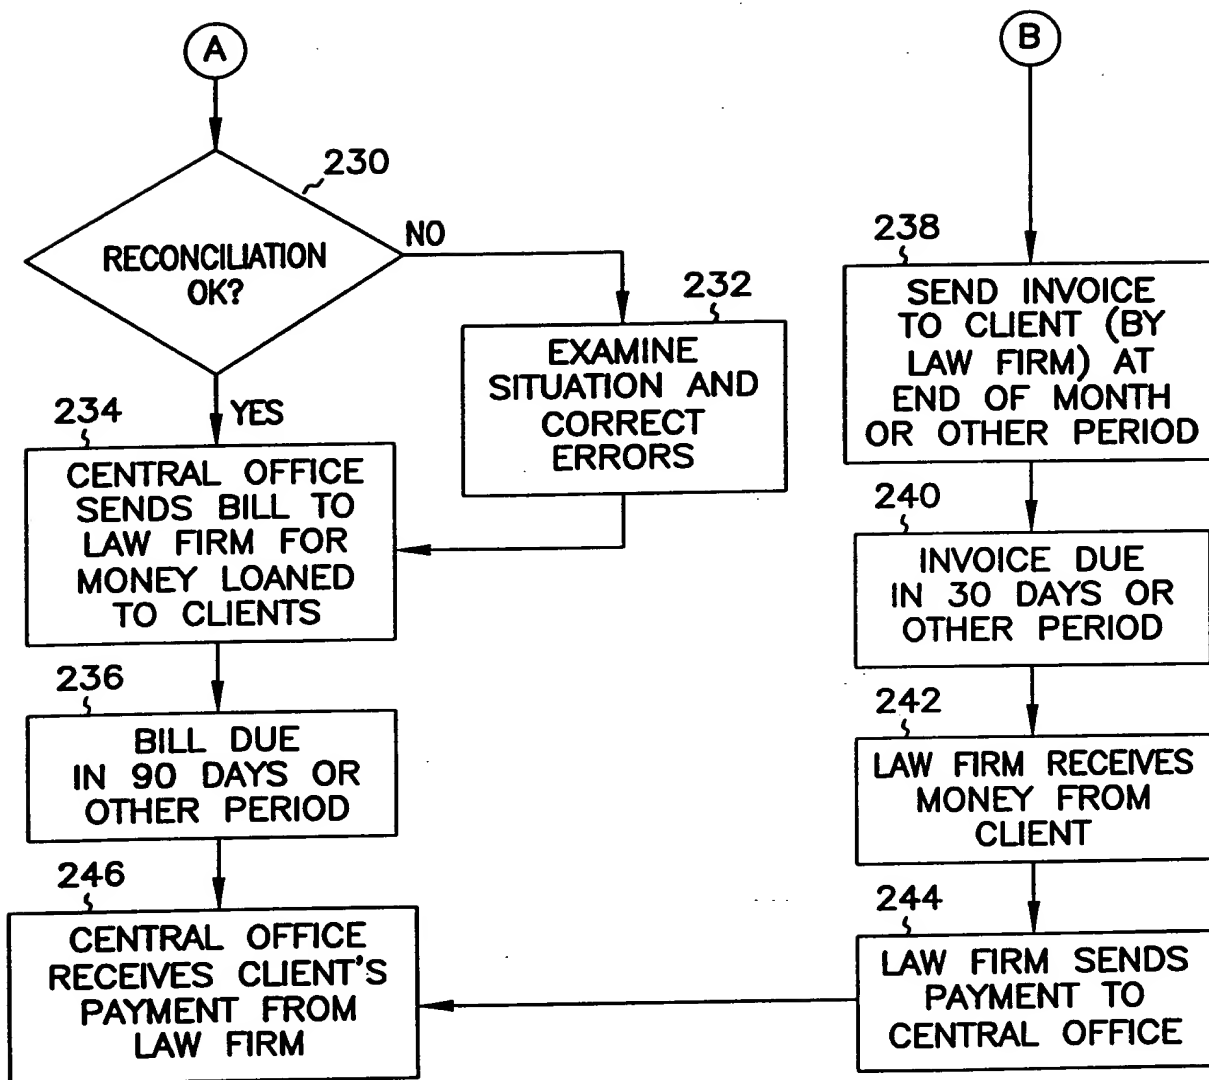 A
230
RECONCILIATION
OK?
NO
YES
232
EXAMINE
SITUATION AND
CORRECT
ERRORS
234
CENTRAL OFFICE
SENDS BILL TO
LAW FIRM FOR
MONEY LOANED
TO CLIENTS
236
BILL DUE
IN 90 DAYS OR
OTHER PERIOD
246
CENTRAL OFFICE
RECEIVES CLIENT'S
PAYMENT FROM
LAW FIRM
B
238
SEND INVOICE
TO CLIENT (BY
LAW FIRM) AT
END OF MONTH
OR OTHER PERIOD
240
INVOICE DUE
IN 30 DAYS OR
OTHER PERIOD
242
LAW FIRM RECEIVES
MONEY FROM
CLIENT
244
LAW FIRM SENDS
PAYMENT TO
CENTRAL OFFICE